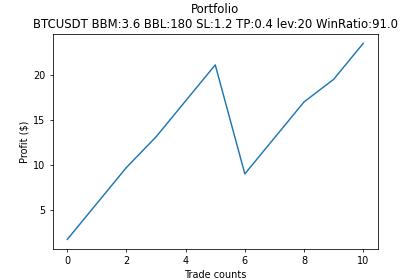 Portfolio
BTCUSDT BBM:3.6 BBL:180 SL:1.2 TP:0.4 lev:20 WinRatio:91.0
20
15
10
5
Profit ($)
0 2 4 6 8 10
Trade counts